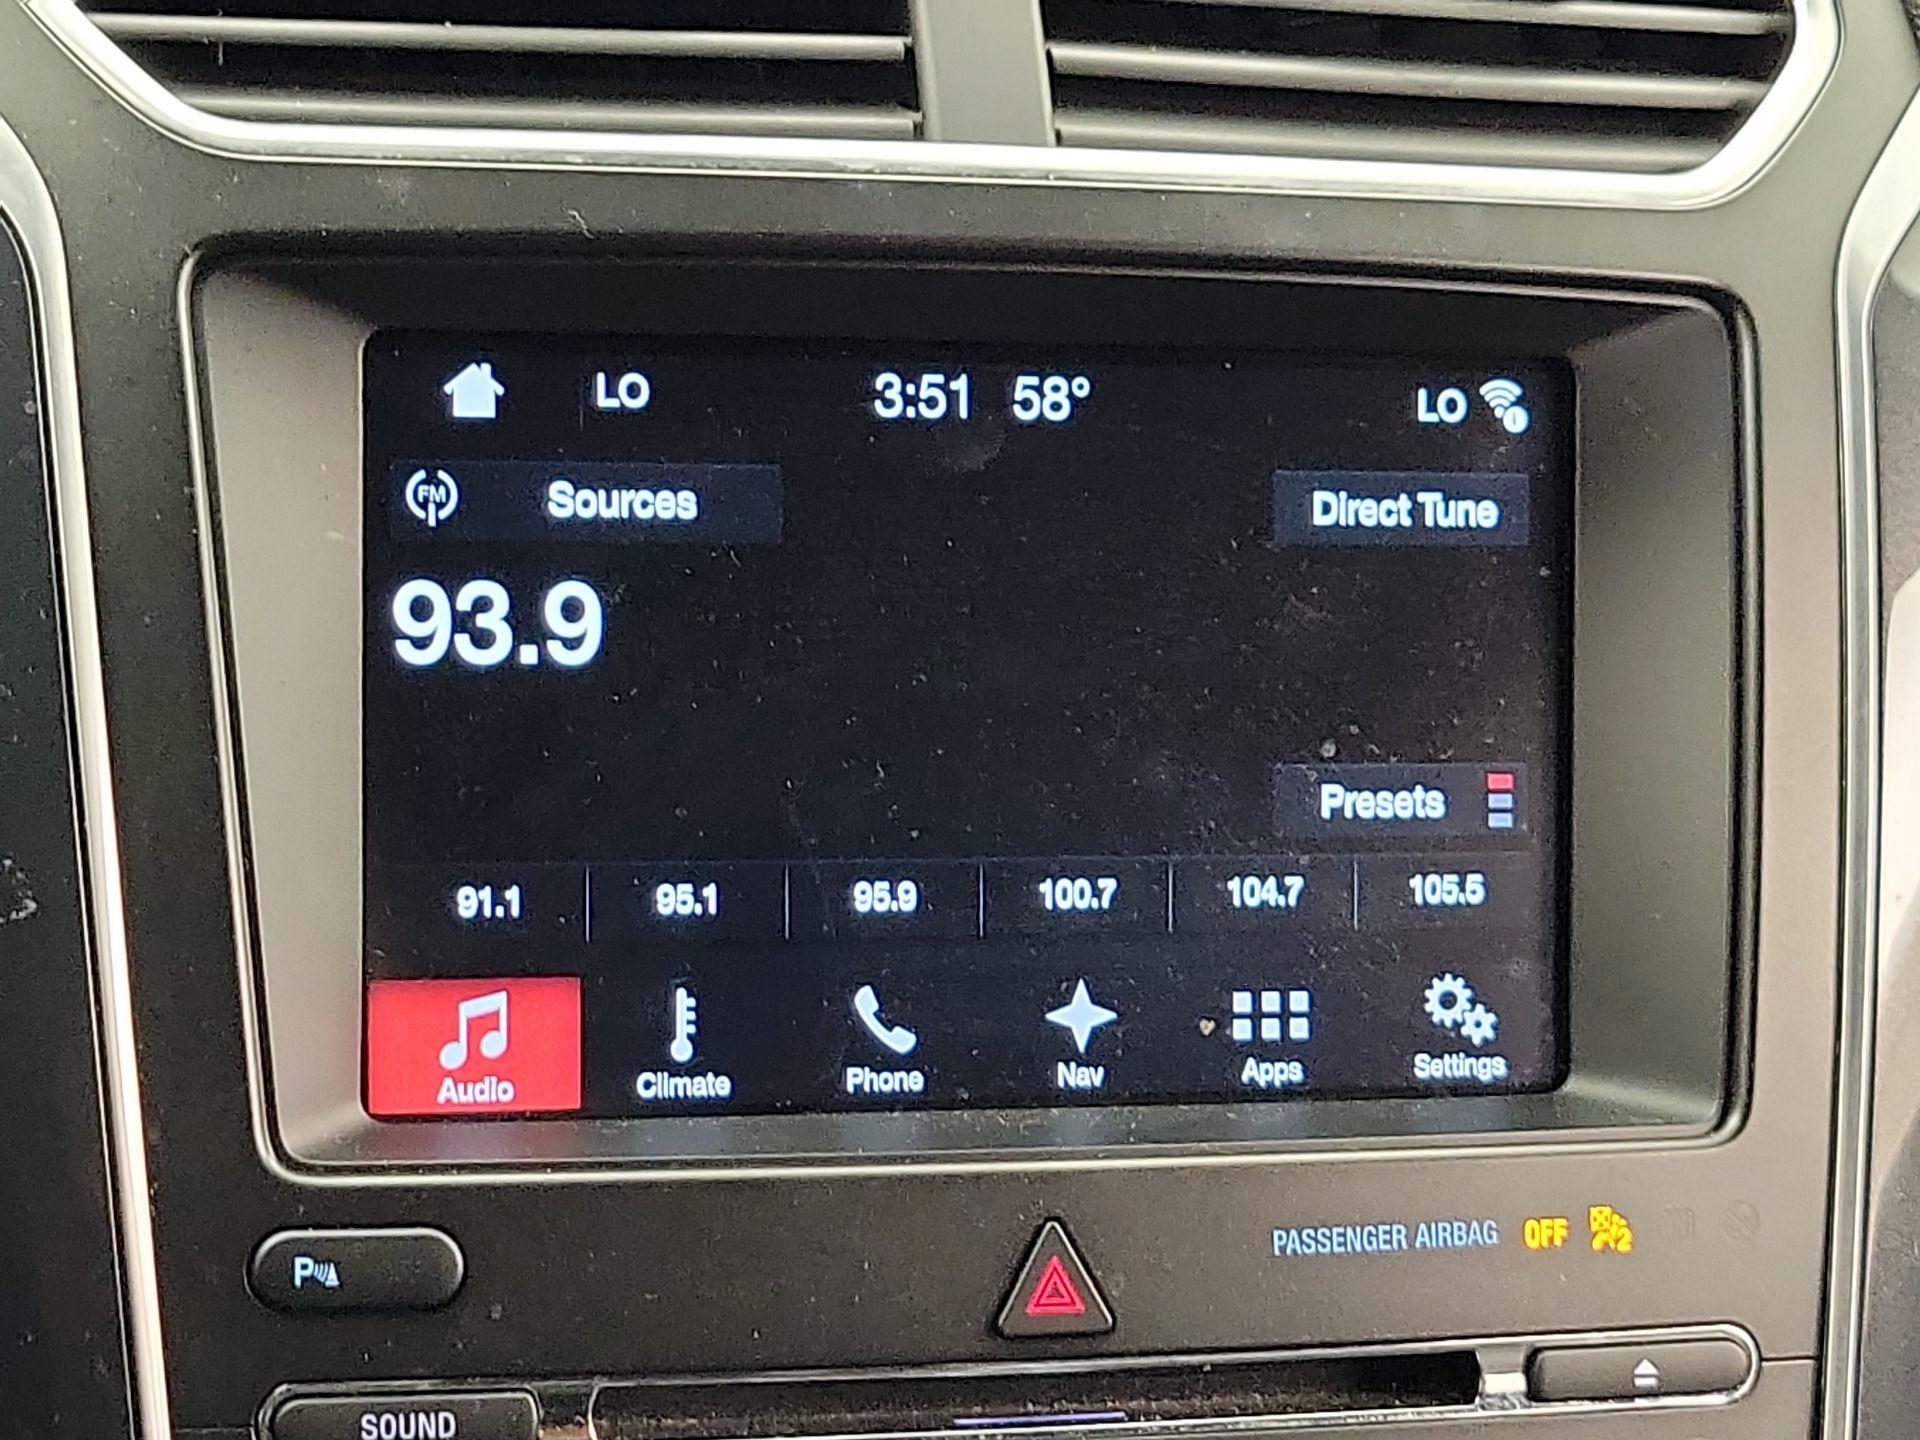 LO 3:51 58° LO
FM Sources Direct Tune
93.9
Presets
91.1 95.1 95.9 100.7 104.7 105.5
Audio Climate Phone Nav Apps Settings
PASSENGER AIRBAG OFF 2
P
SOUND